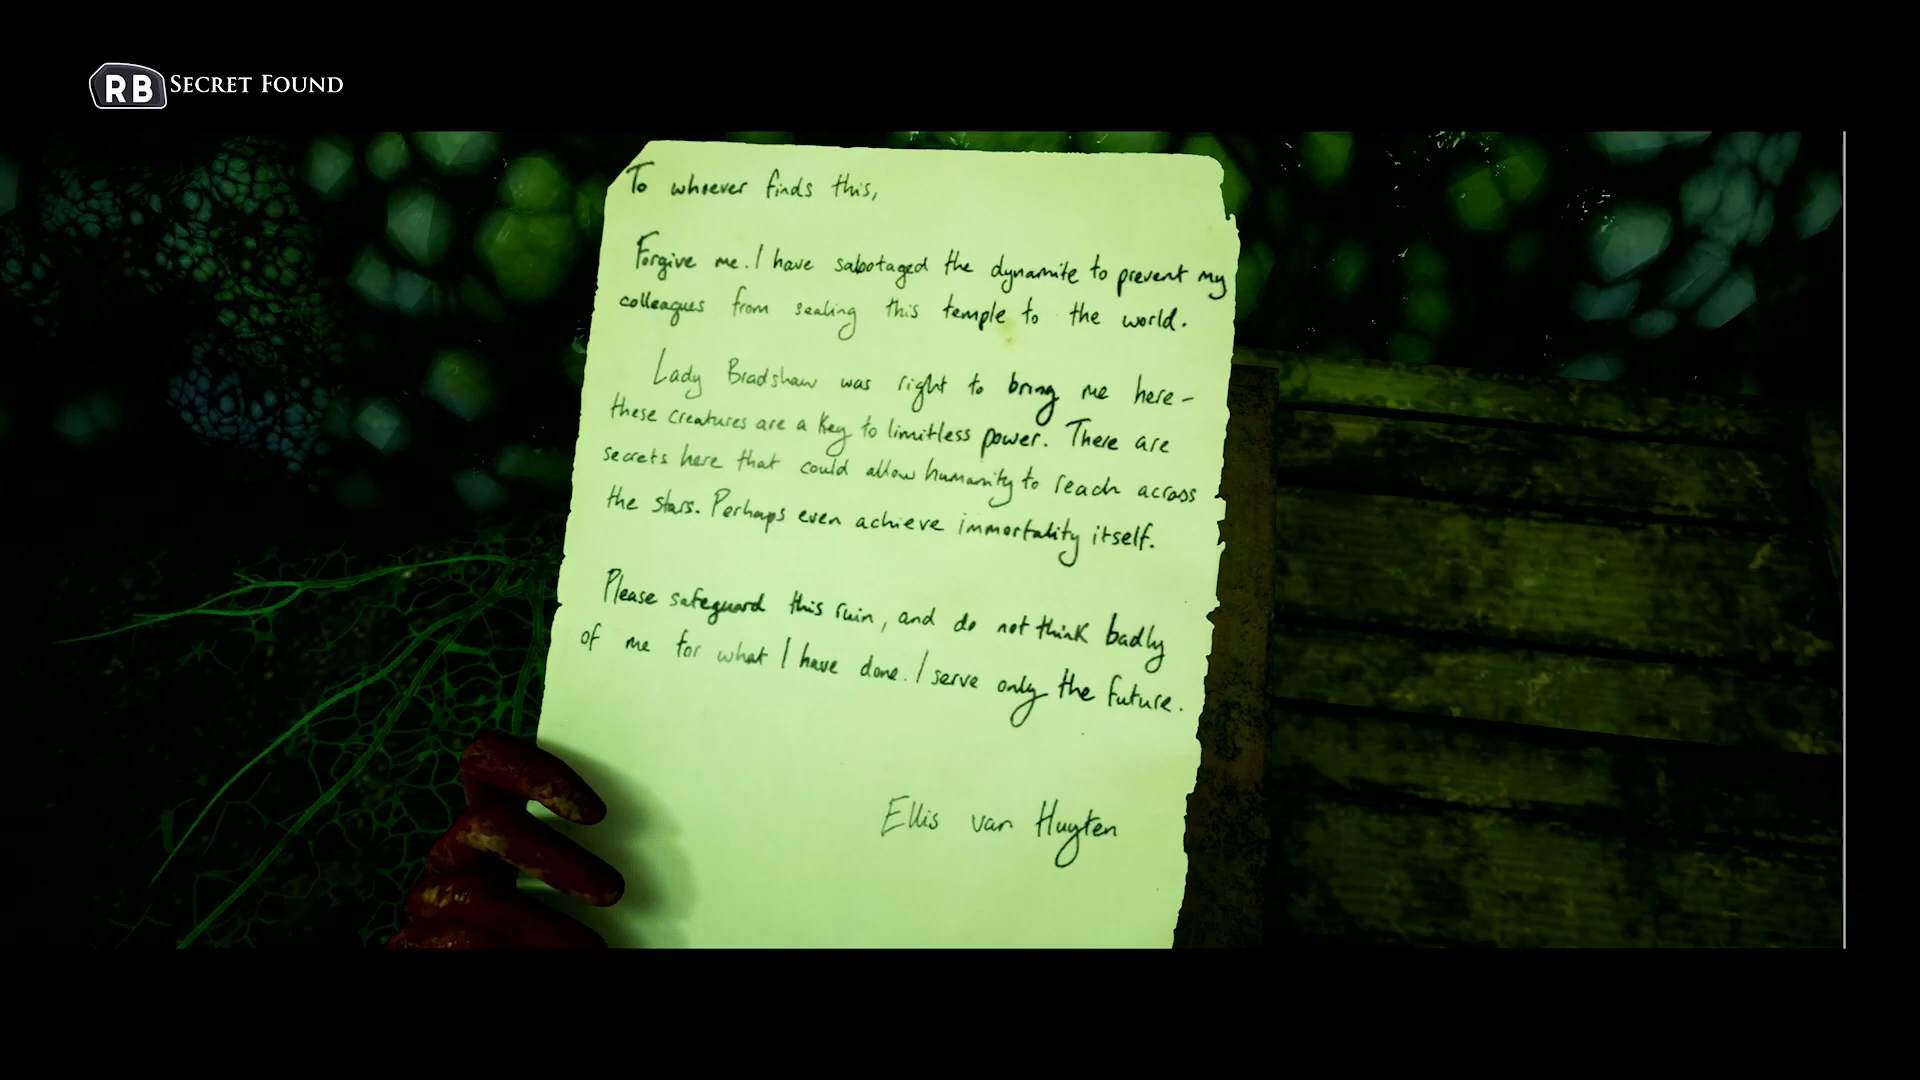 RB SECRET FOUND
To whoever finds this,
Forgive me. I have sabotaged the dynamite to prevent my
colleagues from sealing this temple to the world.
Lady Bradshaw was right to bring me here -
these creatures are a key to limitless power. There are
secrets here that could allow humanity to reach across
the stars. Perhaps even achieve immortality itself.
Please safeguard this ruin, and do not think badly
of me for what I have done. I serve only the future.
Ellis van Huyten